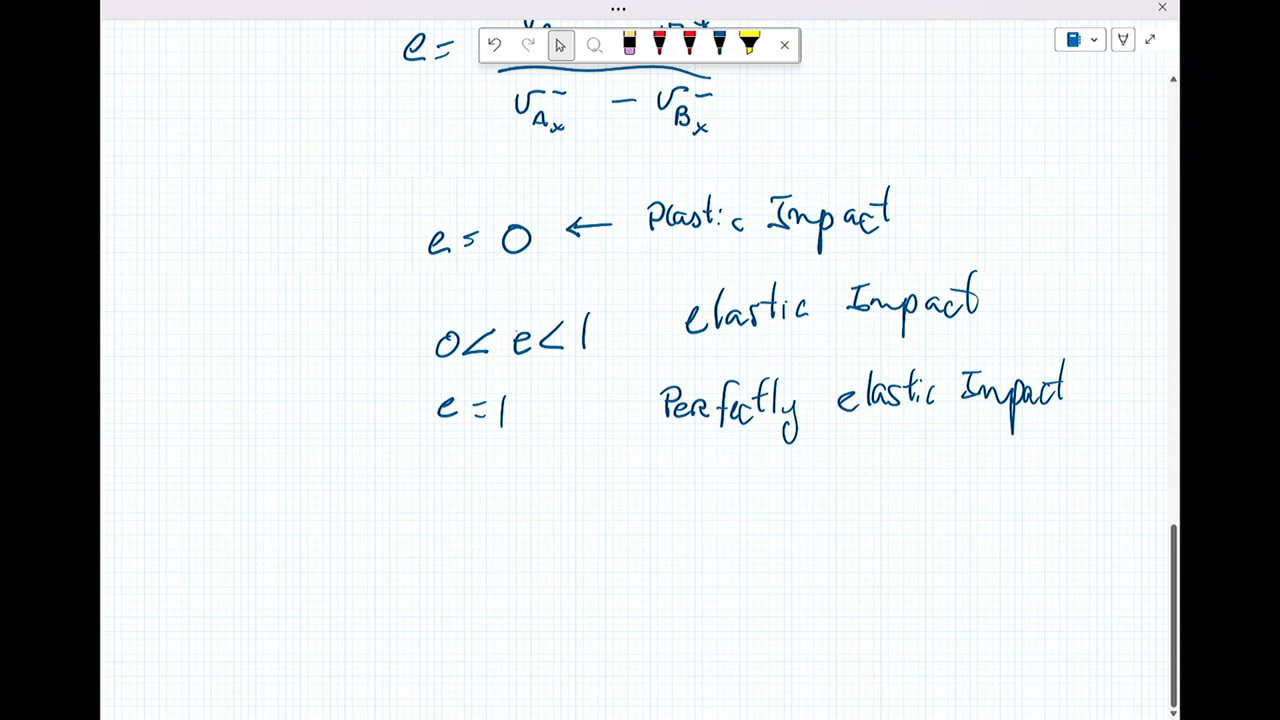 e =
v_Ax^- - v_Bx^-
e = 0 ← Plastic Impact
0 < e < 1 elastic Impact
e = 1 Perfectly elastic Impact